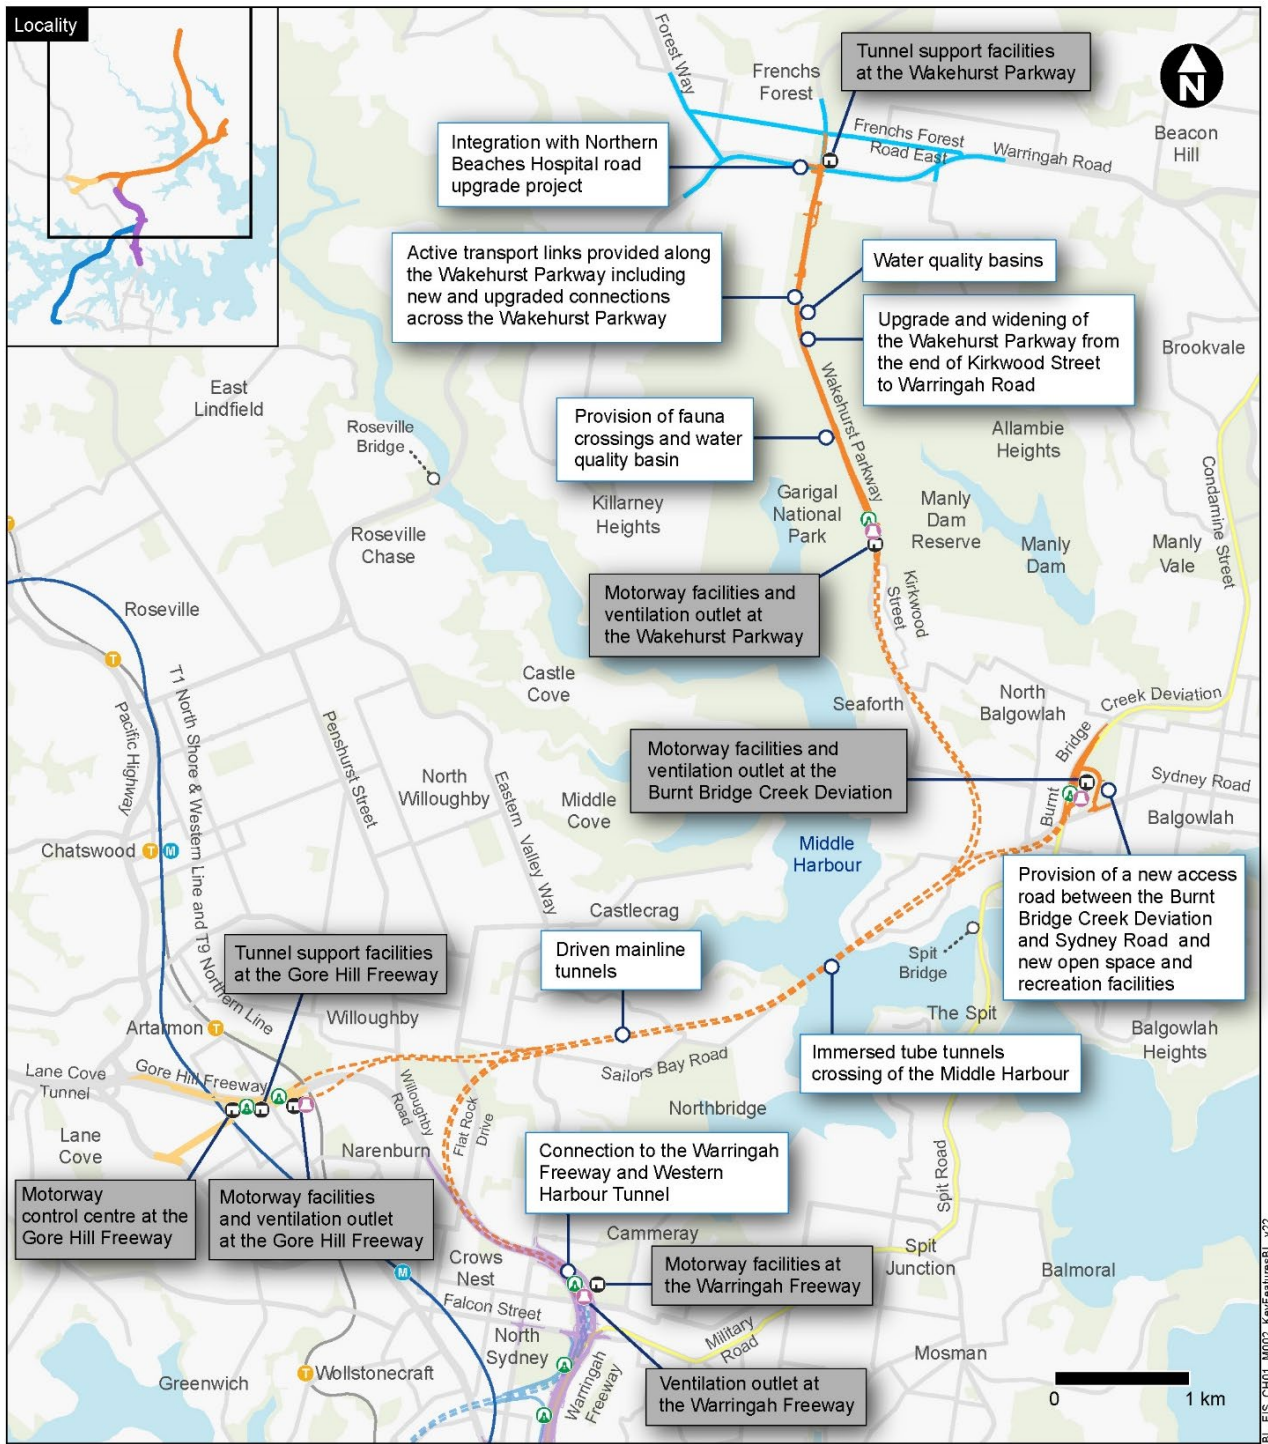 Locality
N
Forest Way
Frenchs
Forest
Tunnel support facilities
at the Wakehurst Parkway
Beacon
Hill
Frenchs Forest
Road East
Warringah Road
Integration with Northern
Beaches Hospital road
upgrade project
Active transport links provided along
the Wakehurst Parkway including
new and upgraded connections
across the Wakehurst Parkway
Water quality basins
Upgrade and widening of
the Wakehurst Parkway from
the end of Kirkwood Street
to Warringah Road
Brookvale
East
Lindfield
Roseville
Bridge
Provision of fauna
crossings and water
quality basin
Wakehurst Parkway
Allambie
Heights
Condamine Street
Killarney
Heights
Garigal
National
Park
Manly
Dam
Reserve
Manly
Dam
Manly
Vale
Roseville
Chase
T
Roseville
T
Motorway facilities and
ventilation outlet at
the Wakehurst Parkway
Kirkwood
Street
Castle
Cove
Seaforth
North
Balgowlah
Creek Deviation
Bridge
Burnt
Pacific Highway
T1 North Shore & Western Line and T9 Northern Line
Penshurst Street
North
Willoughby
Eastern Valley Way
Middle
Cove
Motorway facilities and
ventilation outlet at the
Burnt Bridge Creek Deviation
Sydney Road
Balgowlah
Chatswood
T
M
Middle
Harbour
Provision of a new access
road between the Burnt
Bridge Creek Deviation
and Sydney Road and
new open space and
recreation facilities
Castlecrag
Driven mainline
tunnels
Spit
Bridge
Tunnel support facilities
at the Gore Hill Freeway
Artarmon
T
Willoughby
The Spit
Balgowlah
Heights
Lane Cove
Tunnel
Gore Hill Freeway
Sailors Bay Road
Immersed tube tunnels
crossing of the Middle Harbour
Willoughby
Road
Flat Rock
Drive
Northbridge
Lane
Cove
Narenburn
Connection to the Warringah
Freeway and Western
Harbour Tunnel
Spit Road
Motorway
control centre at the
Gore Hill Freeway
Motorway facilities
and ventilation outlet
at the Gore Hill Freeway
Cammeray
Crows
Nest
M
Motorway facilities at
the Warringah Freeway
Spit
Junction
Balmoral
Falcon Street
North
Sydney
Military
Road
Mosman
Greenwich
T
Wollstonecraft
Warringah
Freeway
Ventilation outlet at
the Warringah Freeway
0
1 km
BL_EIS_CH01_M002_KeyFeaturesBL_v22